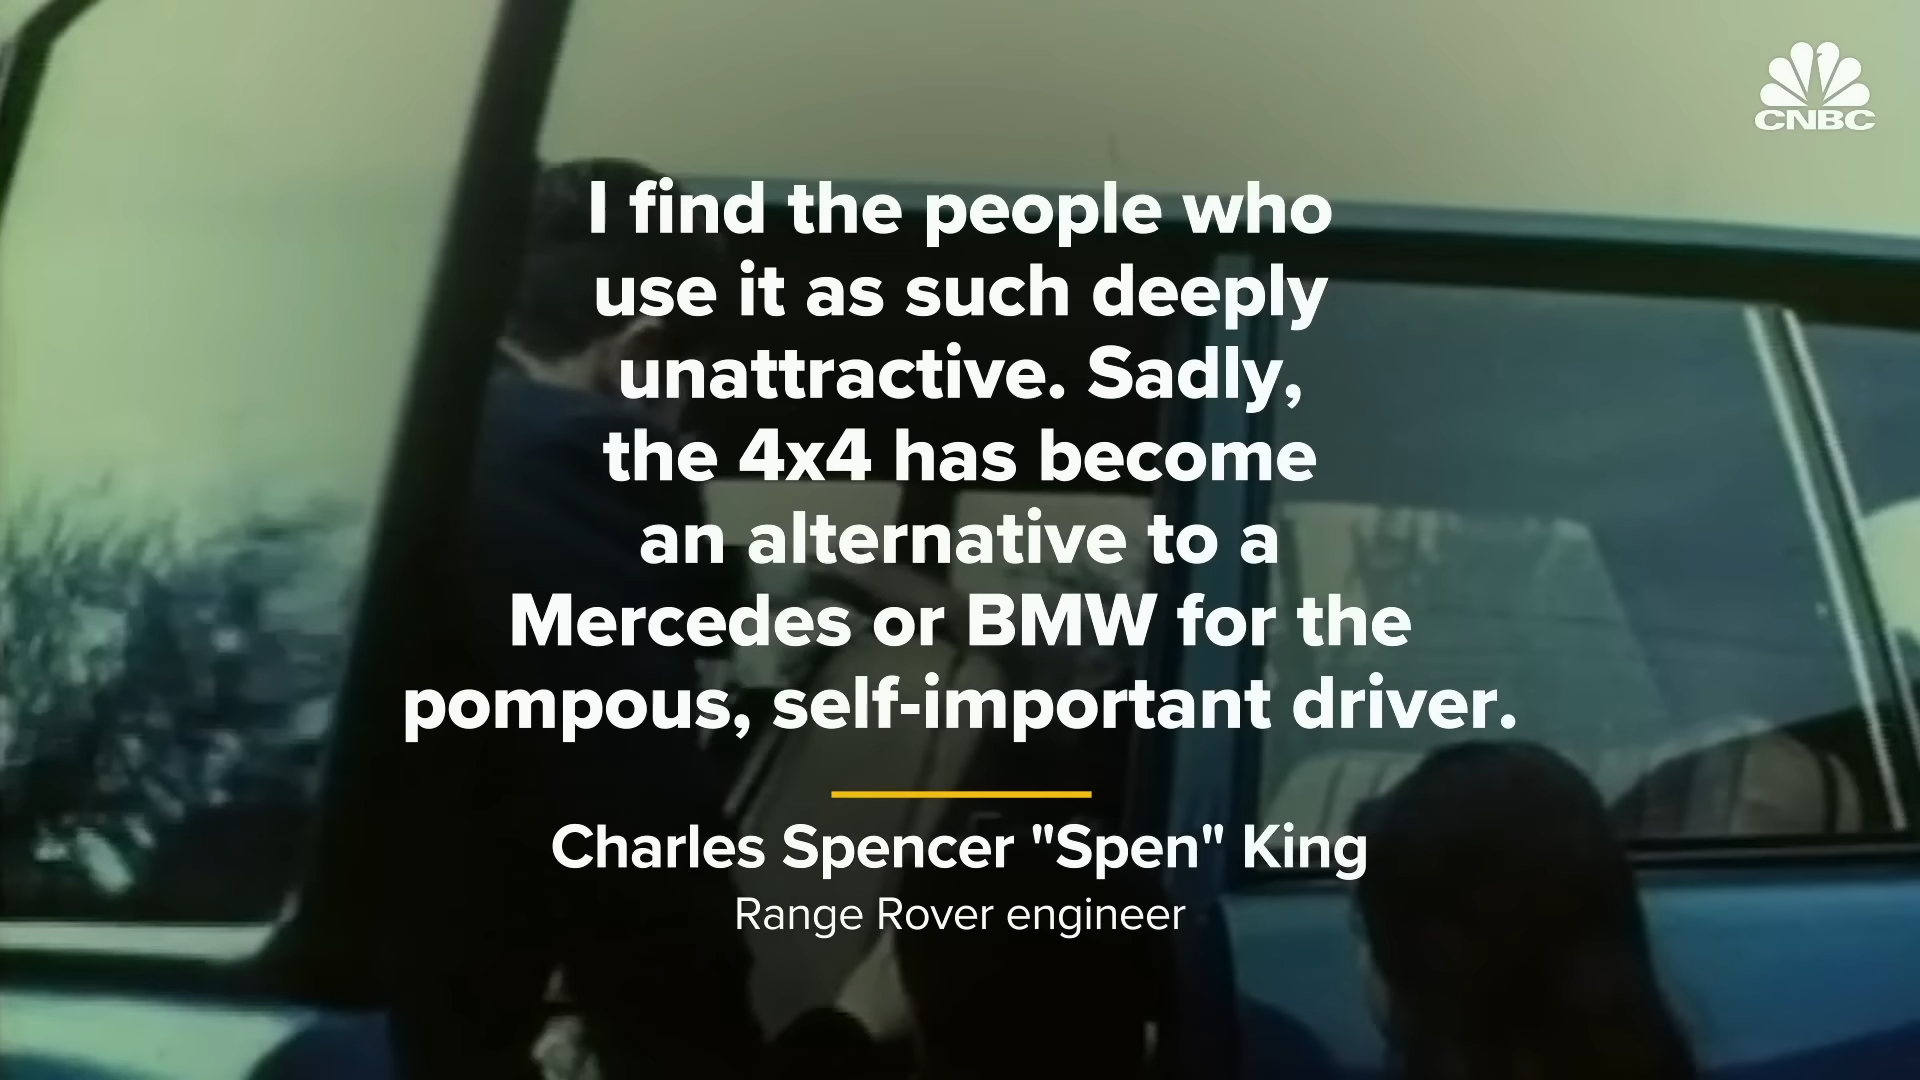 CNBC
I find the people who
use it as such deeply
unattractive. Sadly,
the 4x4 has become
an alternative to a
Mercedes or BMW for the
pompous, self-important driver.
Charles Spencer "Spen" King
Range Rover engineer